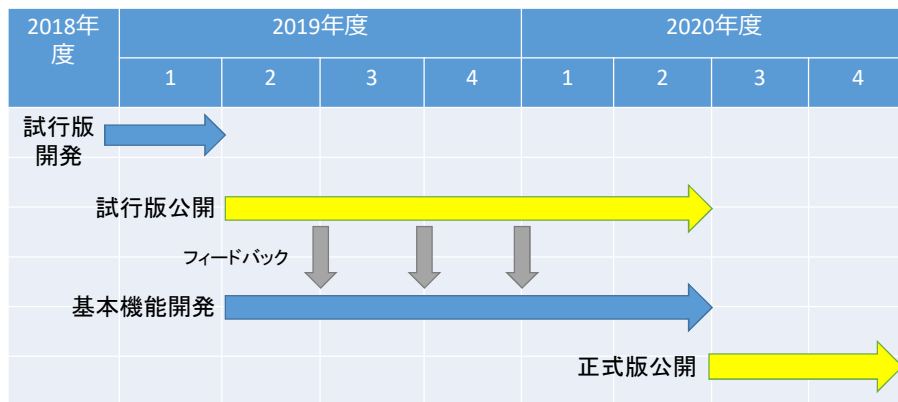 2018年
度
2019年度
2020年度
1
2
3
4
1
2
3
4
試行版
開発
試行版公開
フィードバック
基本機能開発
正式版公開